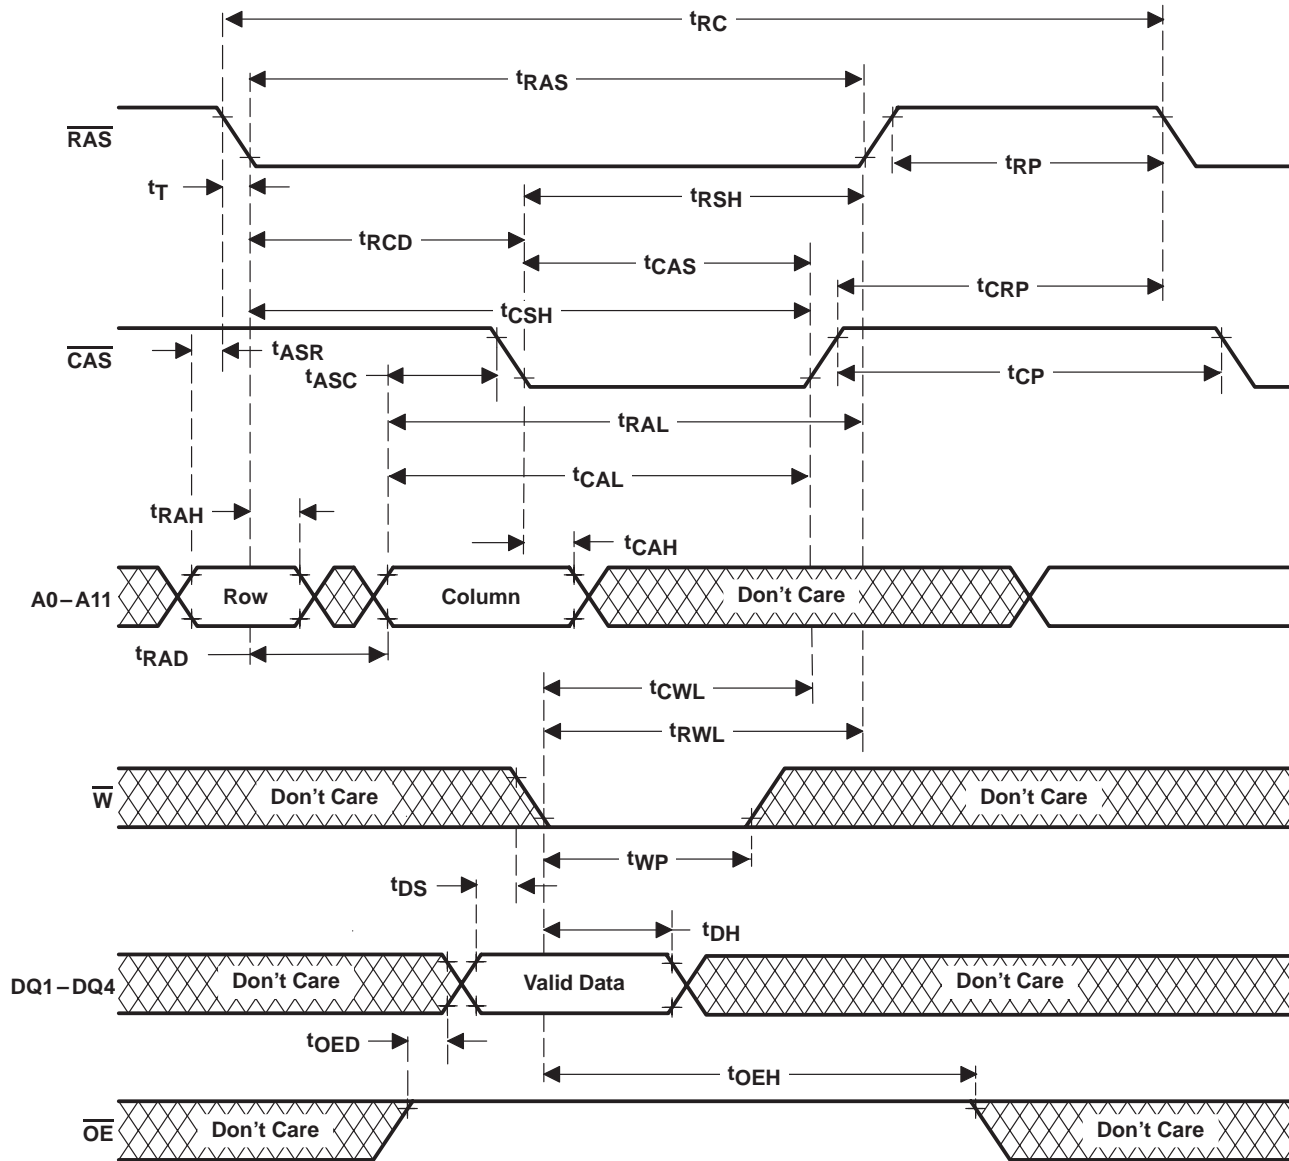 tRC
tRAS
RAS
tRP
tT
tRSH
tRCD
tCAS
tCRP
tCSH
CAS
tASR
tASC
tCP
tRAL
tCAL
tRAH
tCAH
A0–A11
Row
Column
Don't Care
tRAD
tCWL
tRWL
W
Don't Care
Don't Care
tWP
tDS
tDH
DQ1–DQ4
Don't Care
Valid Data
Don't Care
tOED
tOEH
OE
Don't Care
Don't Care